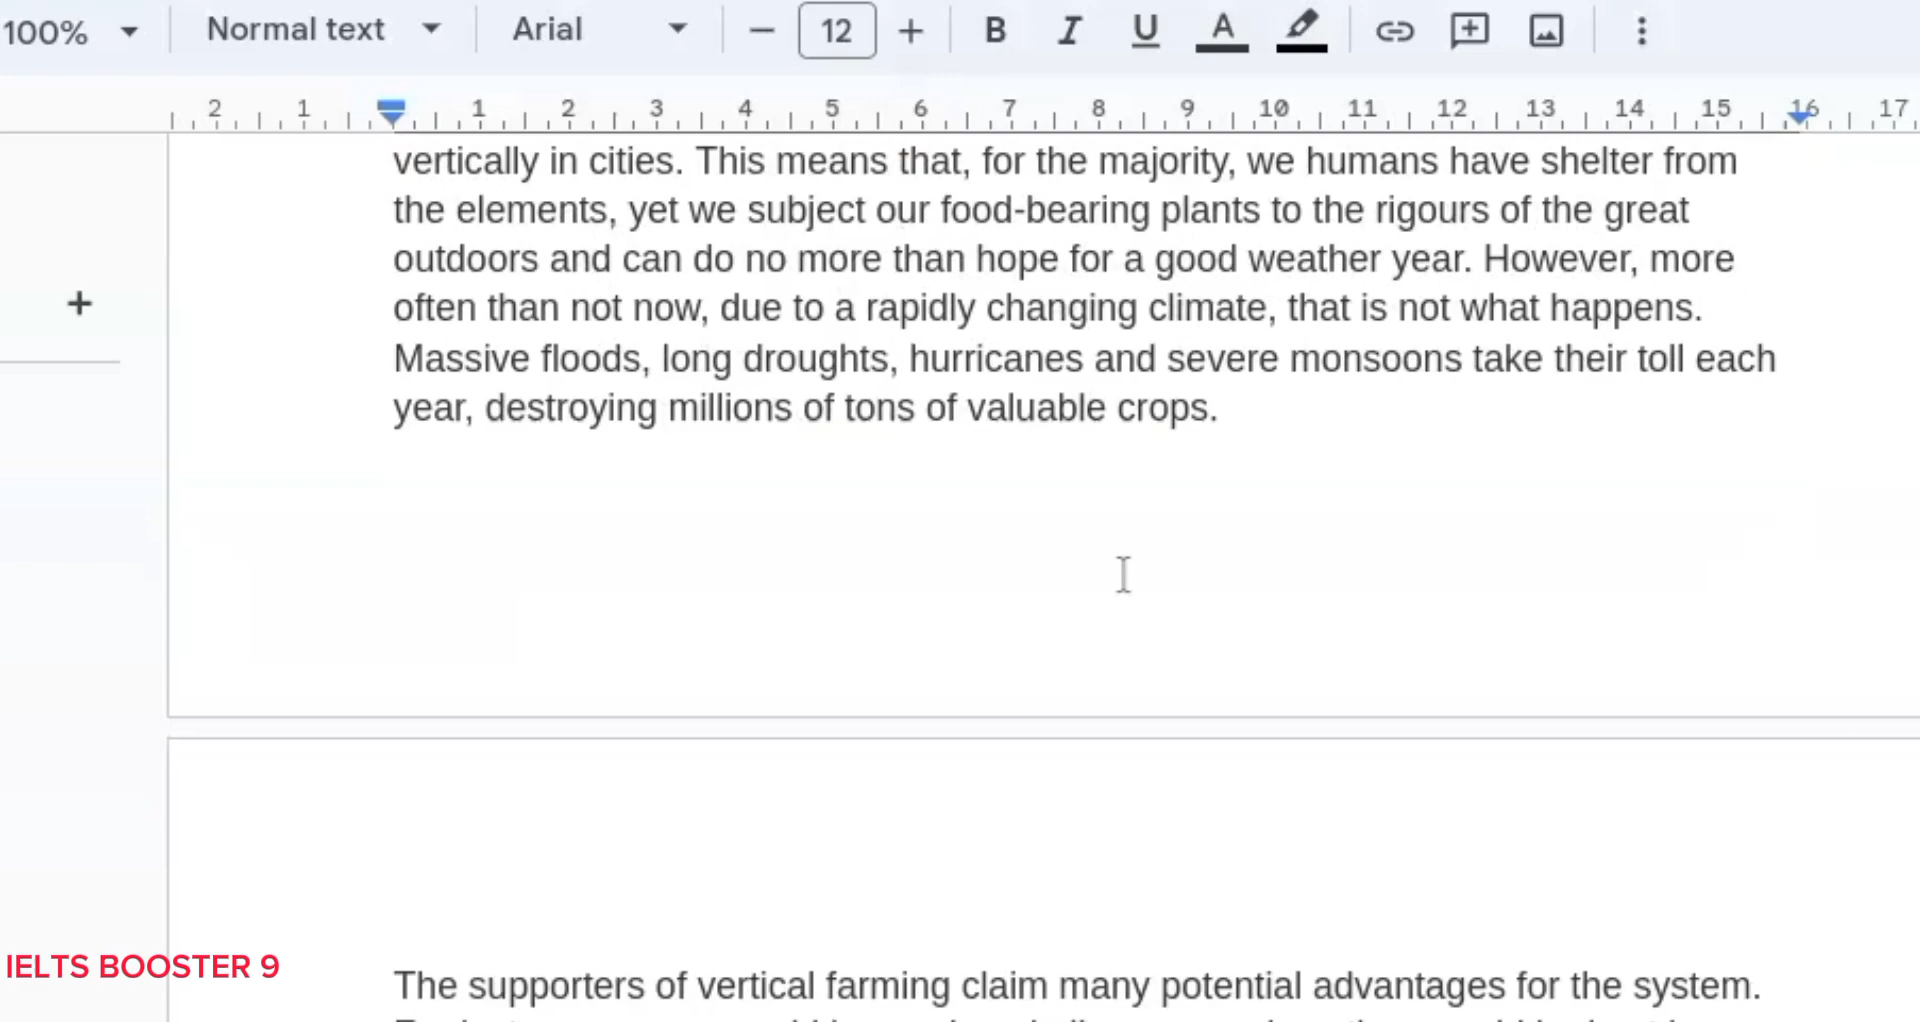 100% Normal text Arial 12 B I U A
2 1 1 2 3 4 5 6 7 8 9 10 11 12 13 14 15 16 17
vertically in cities. This means that, for the majority, we humans have shelter from
the elements, yet we subject our food-bearing plants to the rigours of the great
outdoors and can do no more than hope for a good weather year. However, more
often than not now, due to a rapidly changing climate, that is not what happens.
Massive floods, long droughts, hurricanes and severe monsoons take their toll each
year, destroying millions of tons of valuable crops.
IELTS BOOSTER 9
The supporters of vertical farming claim many potential advantages for the system.